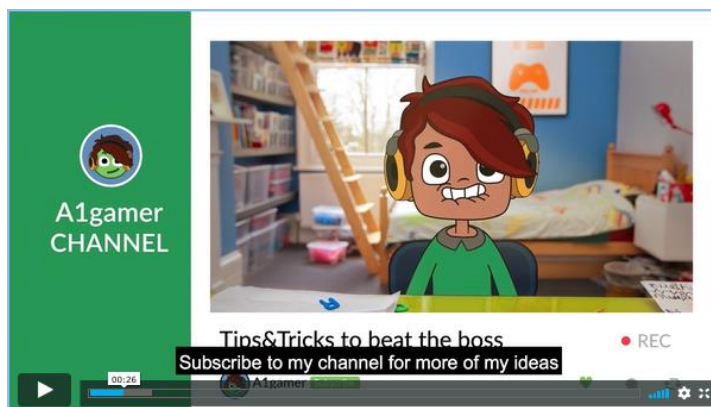 A1gamer
CHANNEL
Tips&Tricks to beat the boss
REC
Subscribe to my channel for more of my ideas
A1gamer
00:26